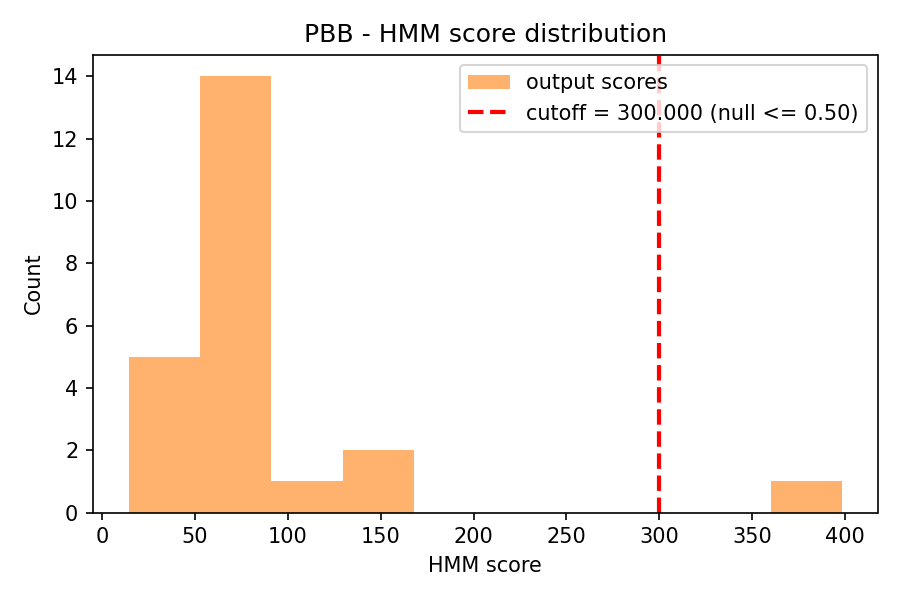 PBB - HMM score distribution
output scores
cutoff = 300.000 (null <= 0.50)
14
12
10
8
6
4
2
0
Count
0 50 100 150 200 250 300 350 400
HMM score